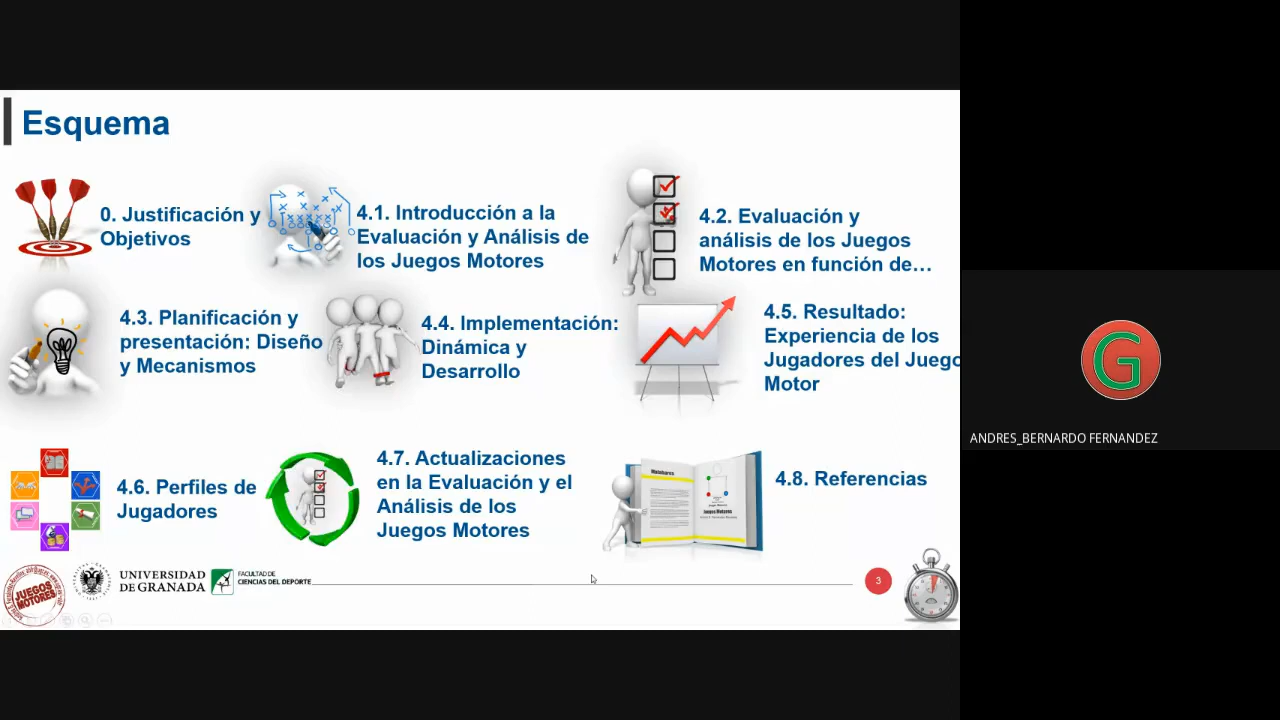 Esquema
0. Justificación y
Objetivos
4.1. Introducción a la
Evaluación y Análisis de
los Juegos Motores
4.2. Evaluación y
análisis de los Juegos
Motores en función de…
4.3. Planificación y
presentación: Diseño
y Mecanismos
4.4. Implementación:
Dinámica y
Desarrollo
4.5. Resultado:
Experiencia de los
Jugadores del Juego
Motor
4.6. Perfiles de
Jugadores
4.7. Actualizaciones
en la Evaluación y el
Análisis de los
Juegos Motores
4.8. Referencias
Juegos Motores
JUEGOS
MOTORES
UNIVERSIDAD
DE GRANADA
FACULTAD DE
CIENCIAS DEL DEPORTE
3
G
ANDRES_BERNARDO FERNANDEZ